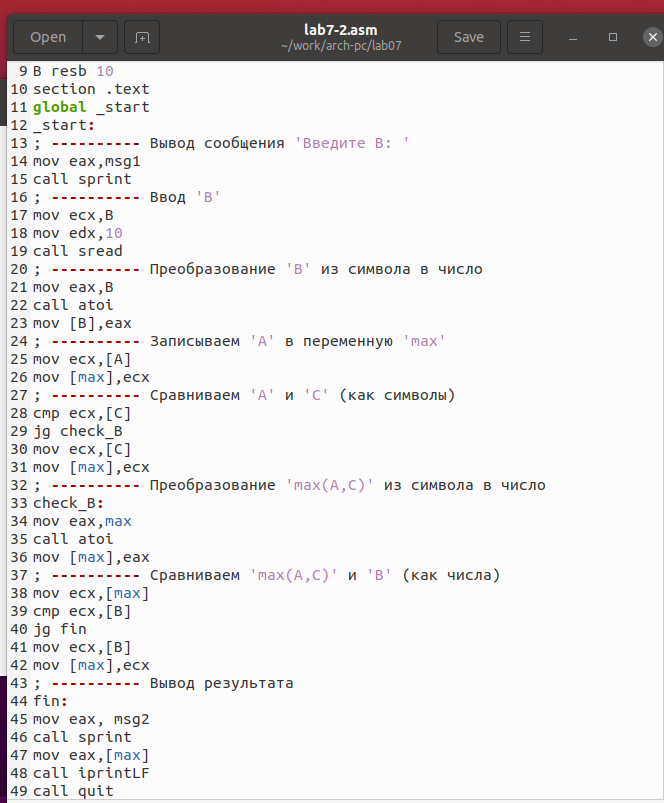 Open
lab7-2.asm
~/work/arch-pc/lab07
Save
9 B resb 10
10 section .text
11 global _start
12 _start:
13 ; ---------- Вывод сообщения 'Введите B: '
14 mov eax,msg1
15 call sprint
16 ; ---------- Ввод 'B'
17 mov ecx,B
18 mov edx,10
19 call sread
20 ; ---------- Преобразование 'B' из символа в число
21 mov eax,B
22 call atoi
23 mov [B],eax
24 ; ---------- Записываем 'A' в переменную 'max'
25 mov ecx,[A]
26 mov [max],ecx
27 ; ---------- Сравниваем 'A' и 'C' (как символы)
28 cmp ecx,[C]
29 jg check_B
30 mov ecx,[C]
31 mov [max],ecx
32 ; ---------- Преобразование 'max(A,C)' из символа в число
33 check_B:
34 mov eax,max
35 call atoi
36 mov [max],eax
37 ; ---------- Сравниваем 'max(A,C)' и 'B' (как числа)
38 mov ecx,[max]
39 cmp ecx,[B]
40 jg fin
41 mov ecx,[B]
42 mov [max],ecx
43 ; ---------- Вывод результата
44 fin:
45 mov eax, msg2
46 call sprint
47 mov eax,[max]
48 call iprintLF
49 call quit